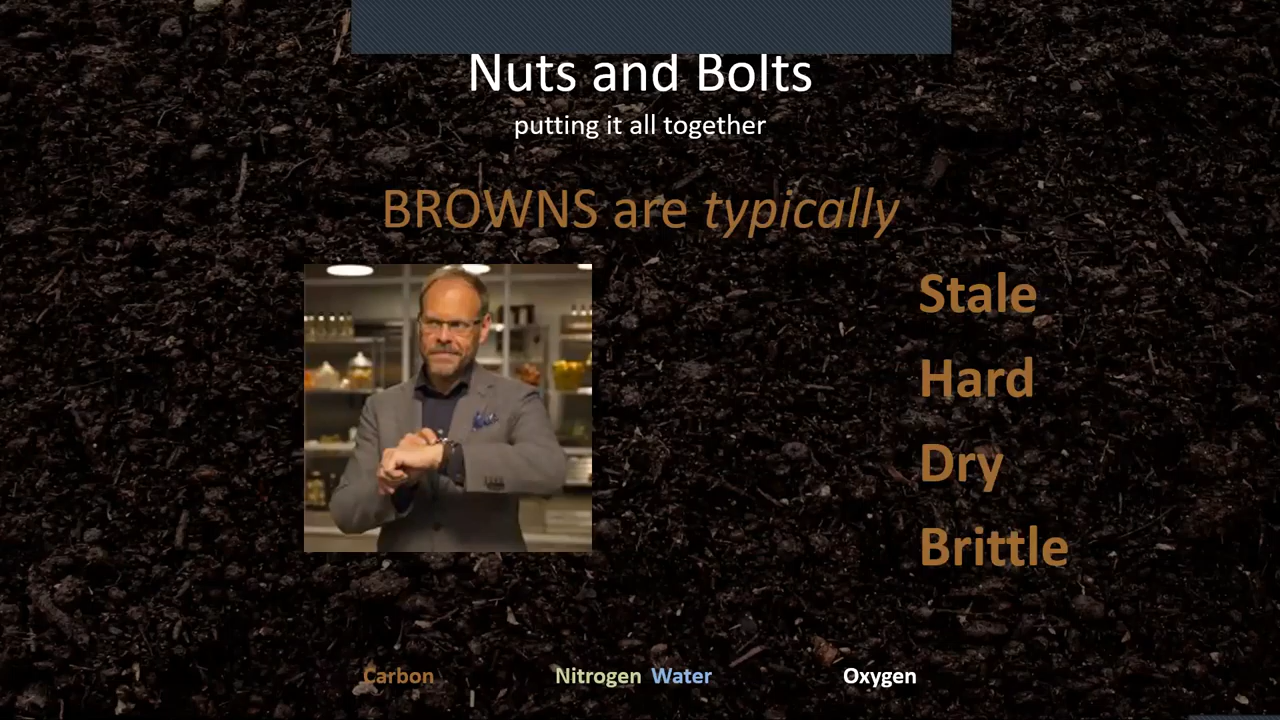 Nuts and Bolts
putting it all together
BROWNS are typically
Stale
Hard
Dry
Brittle
Carbon Nitrogen Water Oxygen